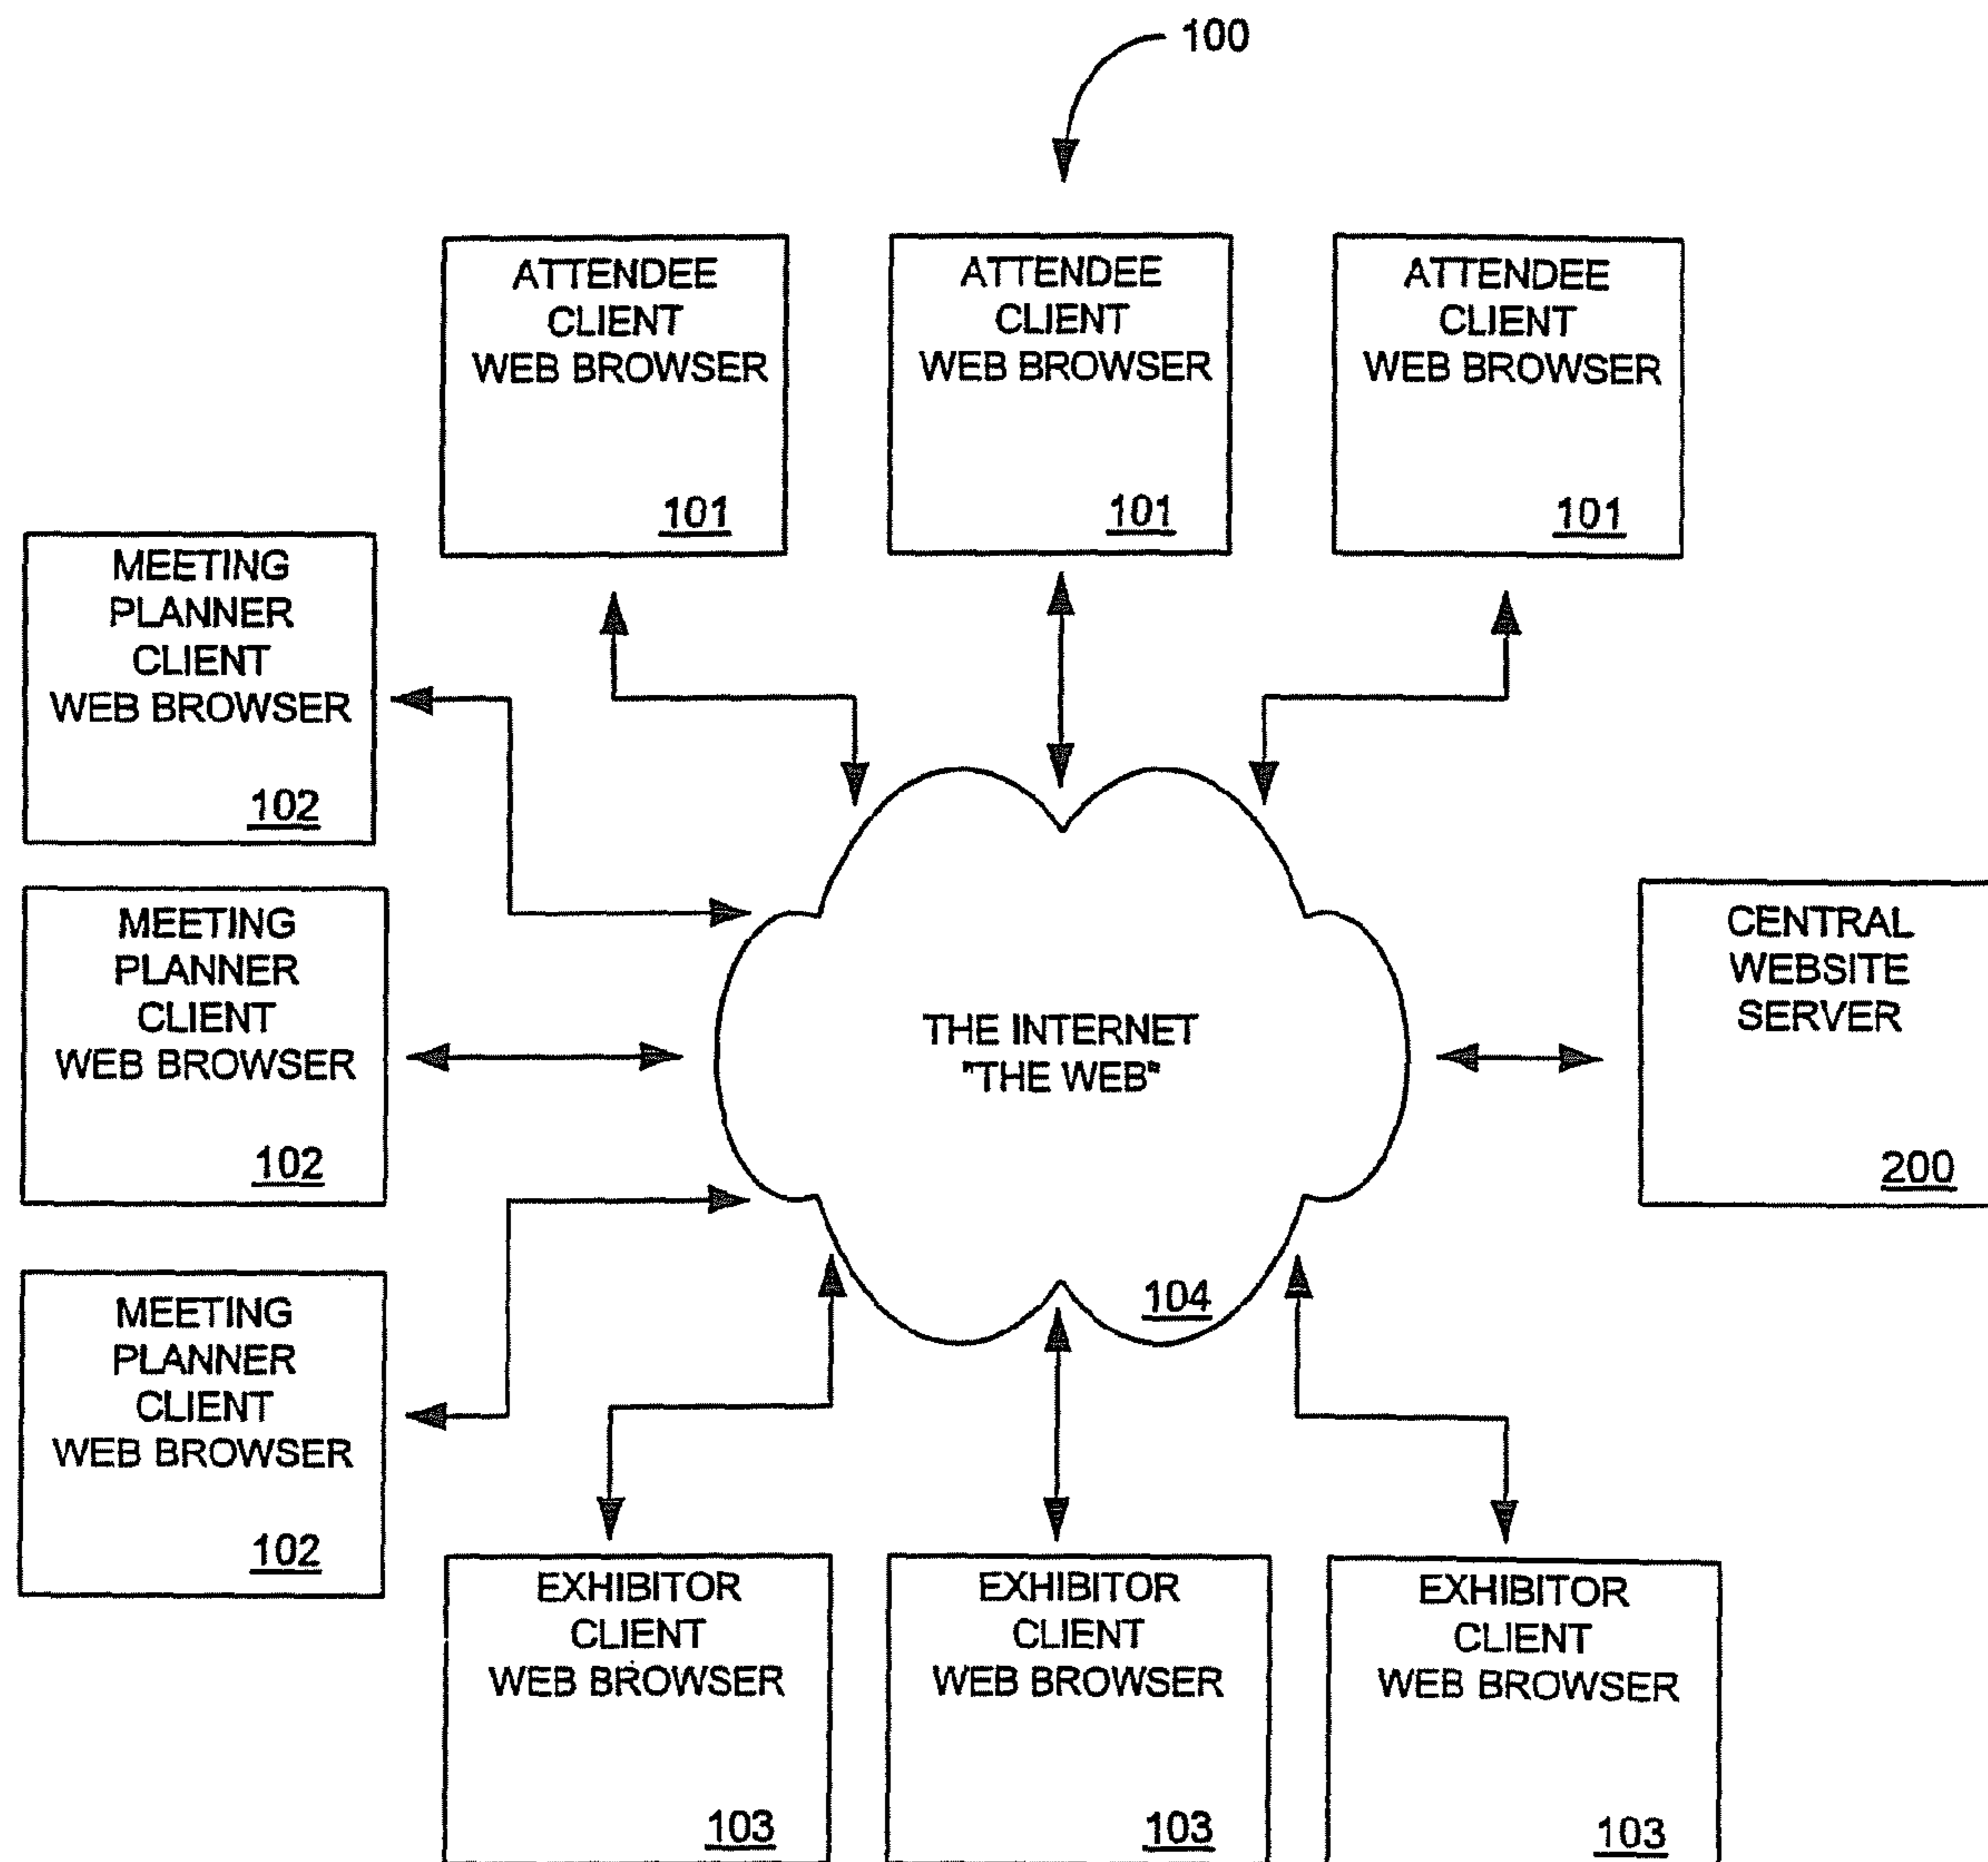 100
ATTENDEE
CLIENT
WEB BROWSER
101
ATTENDEE
CLIENT
WEB BROWSER
101
ATTENDEE
CLIENT
WEB BROWSER
101
MEETING
PLANNER
CLIENT
WEB BROWSER
102
MEETING
PLANNER
CLIENT
WEB BROWSER
102
MEETING
PLANNER
CLIENT
WEB BROWSER
102
THE INTERNET
"THE WEB"
104
CENTRAL
WEBSITE
SERVER
200
EXHIBITOR
CLIENT
WEB BROWSER
103
EXHIBITOR
CLIENT
WEB BROWSER
103
EXHIBITOR
CLIENT
WEB BROWSER
103